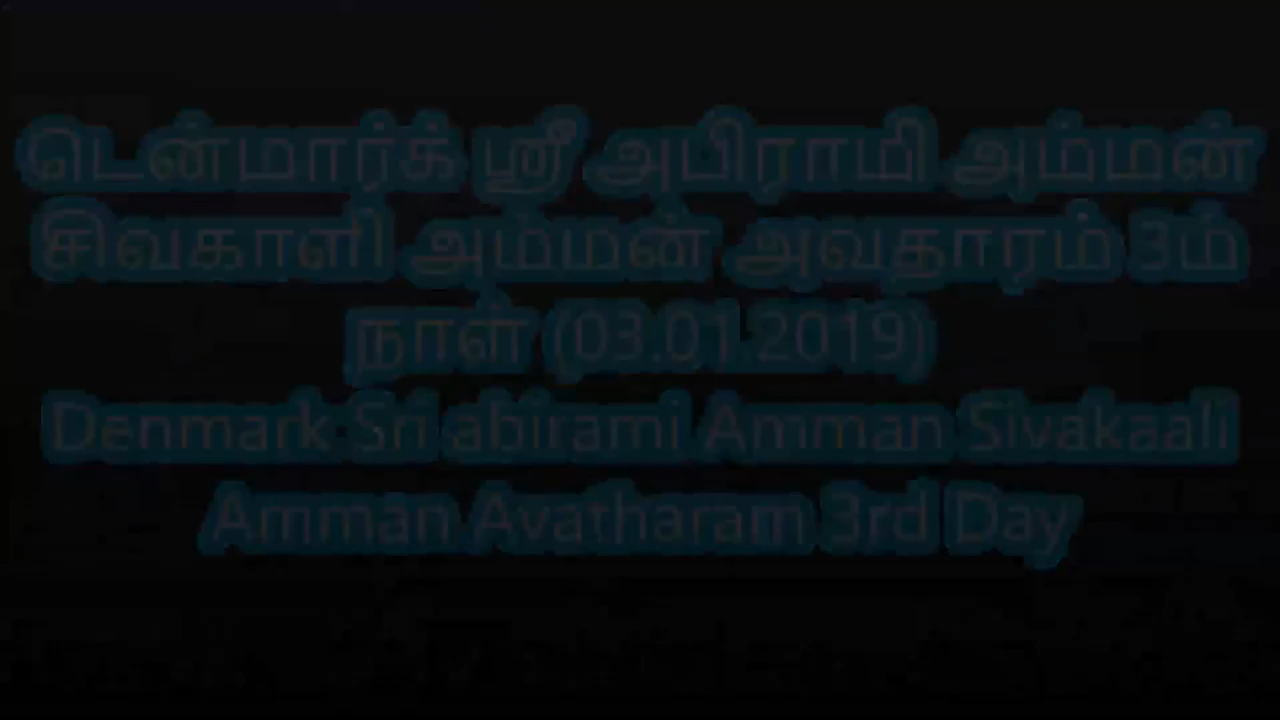 டென்மார்க் ஸ்ரீ அபிராமி அம்மன்
சிவகாளி அம்மன் அவதாரம் 3ம்
நாள் (03.01.2019)
Denmark Sri abirami Amman Sivakaali
Amman Avatharam 3rd Day